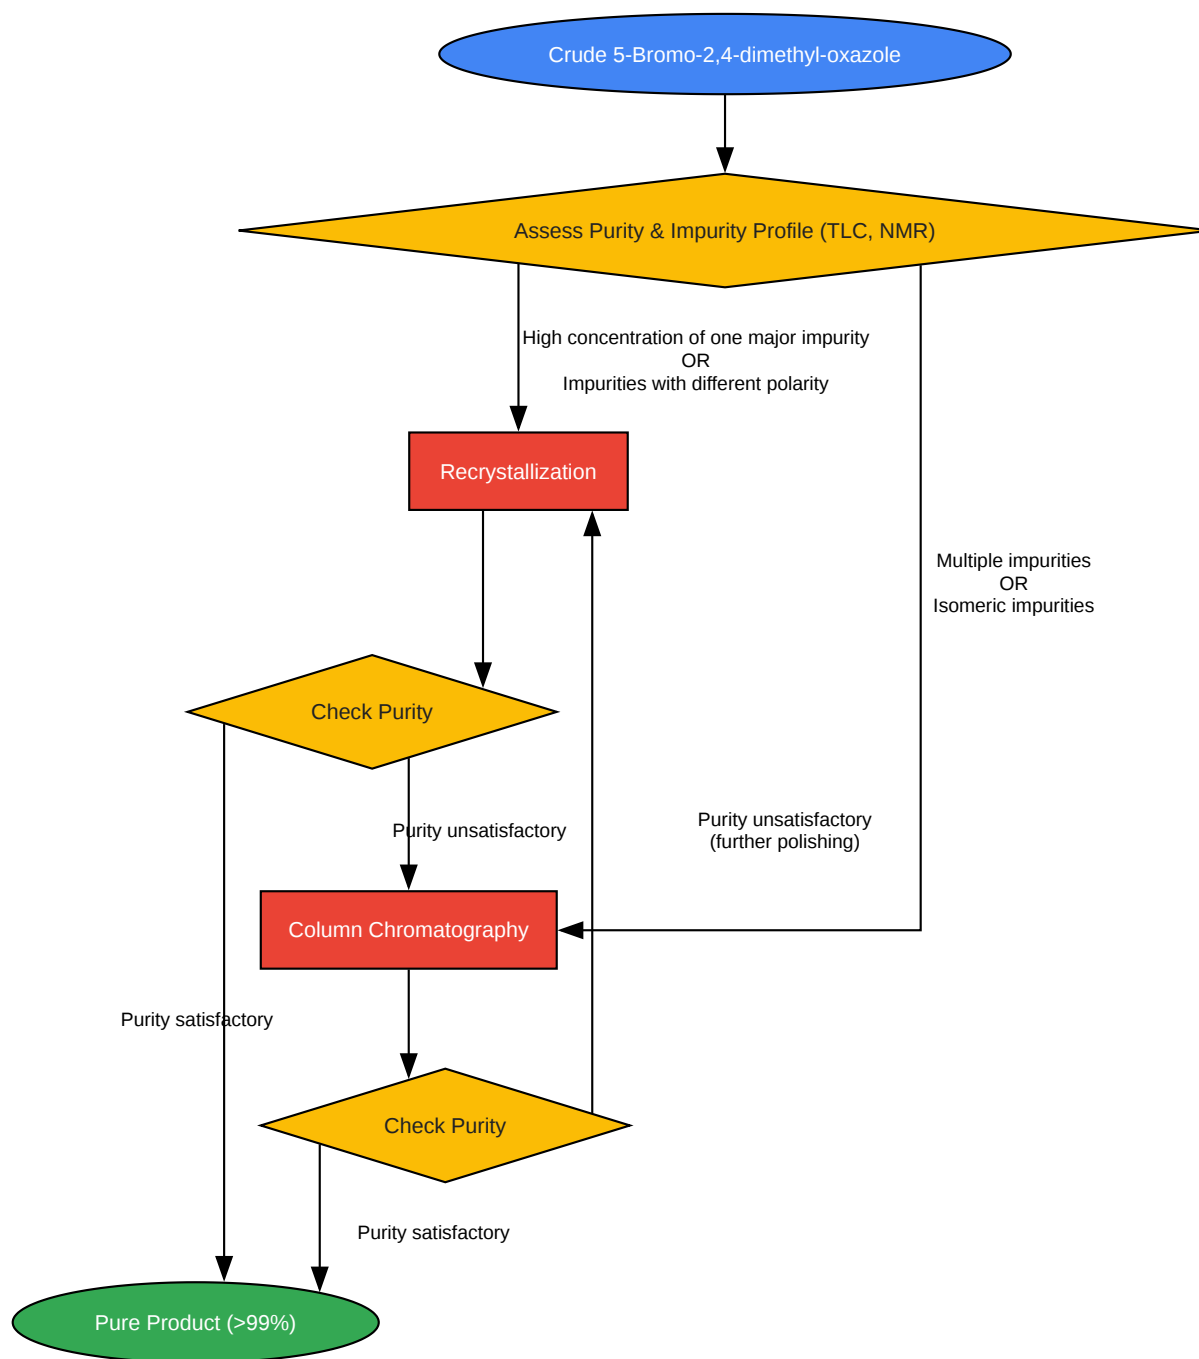 Crude 5-Bromo-2,4-dimethyl-oxazole
Assess Purity & Impurity Profile (TLC, NMR)
High concentration of one major impurity
OR
Impurities with different polarity
Recrystallization
Multiple impurities
OR
Isomeric impurities
Check Purity
Purity unsatisfactory
Purity unsatisfactory
(further polishing)
Column Chromatography
Purity satisfactory
Check Purity
Purity satisfactory
Pure Product (>99%)